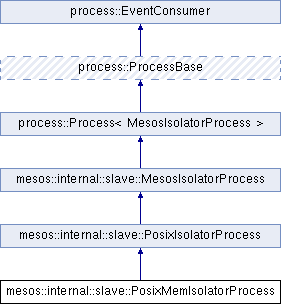 process::EventConsumer
process::ProcessBase
process::Process< MesosIsolatorProcess >
mesos::internal::slave::MesosIsolatorProcess
mesos::internal::slave::PosixIsolatorProcess
mesos::internal::slave::PosixMemIsolatorProcess